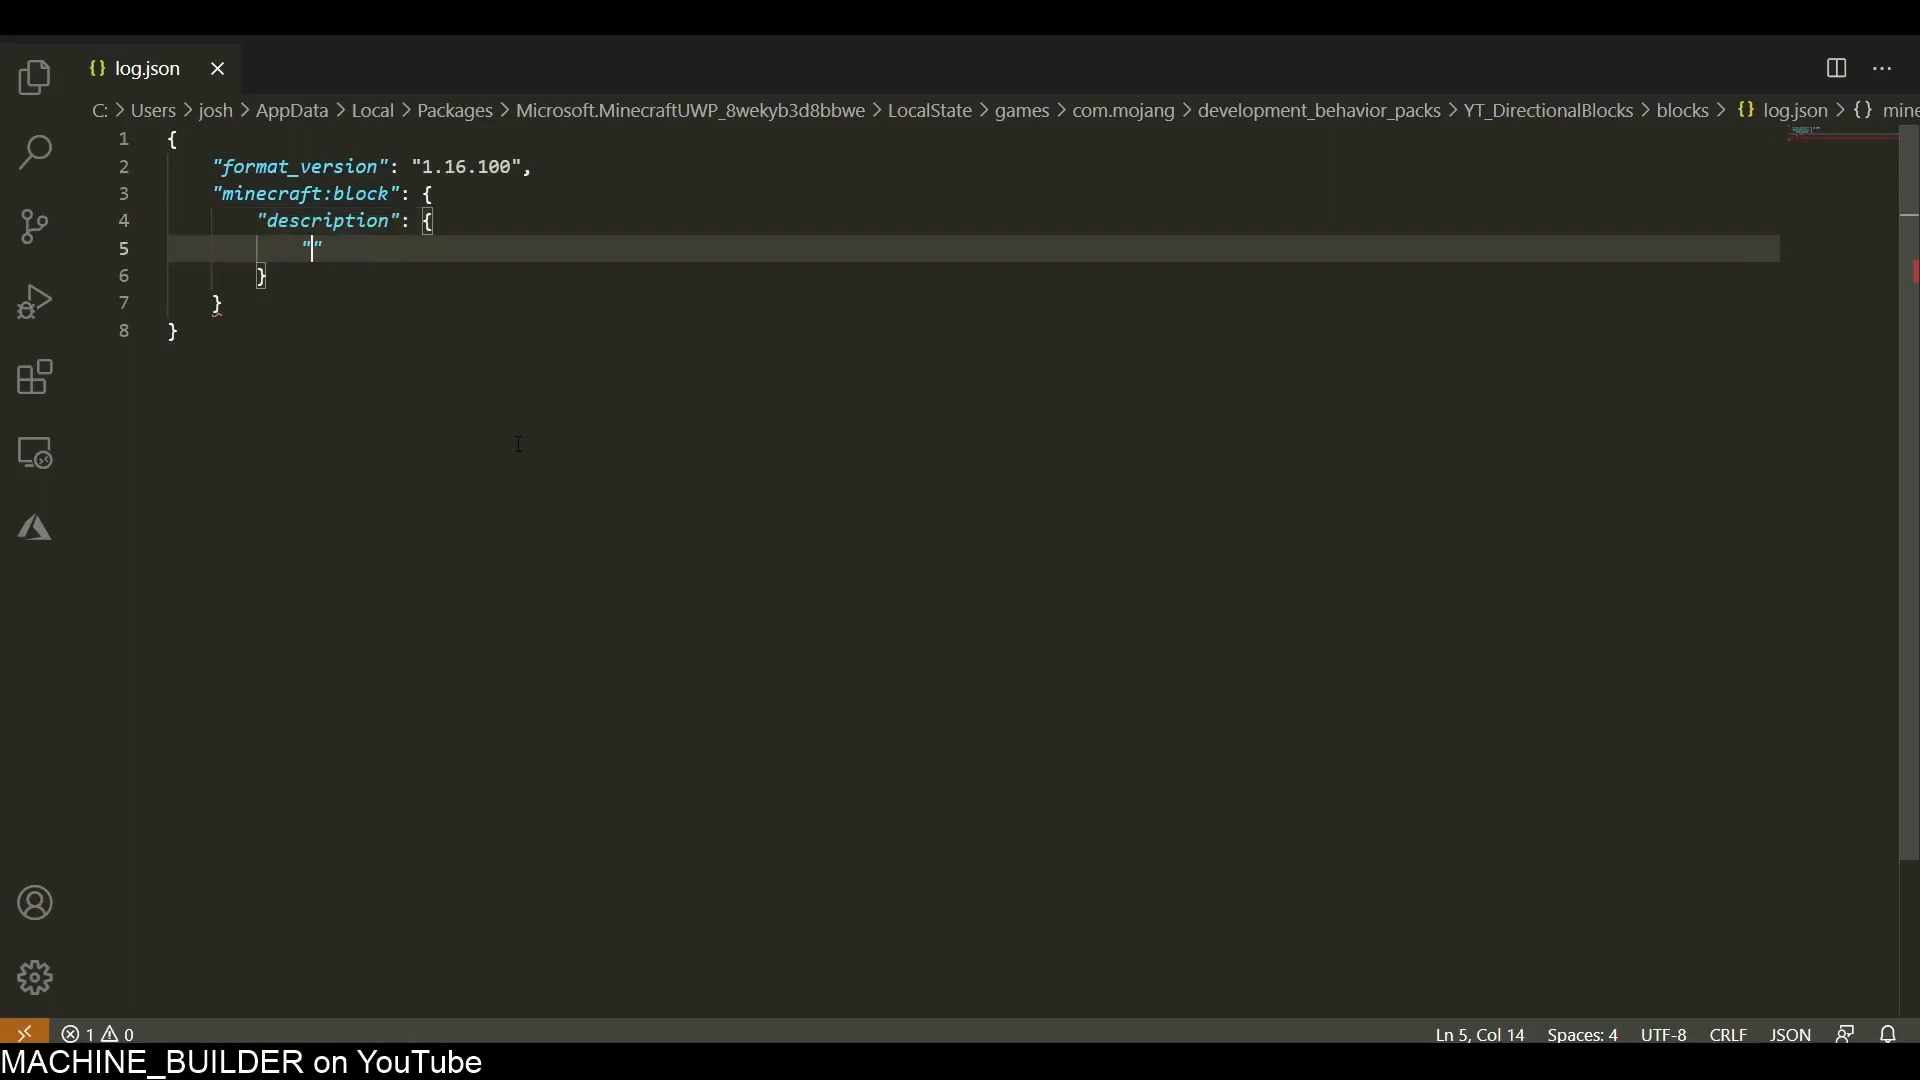 {} log.json ×
C: > Users > josh > AppData > Local > Packages > Microsoft.MinecraftUWP_8wekyb3d8bbwe > LocalState > games > com.mojang > development_behavior_packs > YT_DirectionalBlocks > blocks > {} log.json > {} mine
1 {
2 "format_version": "1.16.100",
3 "minecraft:block": {
4 "description": {
5 ""
6 }
7 }
8 }
1 0 Ln 5, Col 14 Spaces: 4 UTF-8 CRLF JSON
MACHINE_BUILDER on YouTube